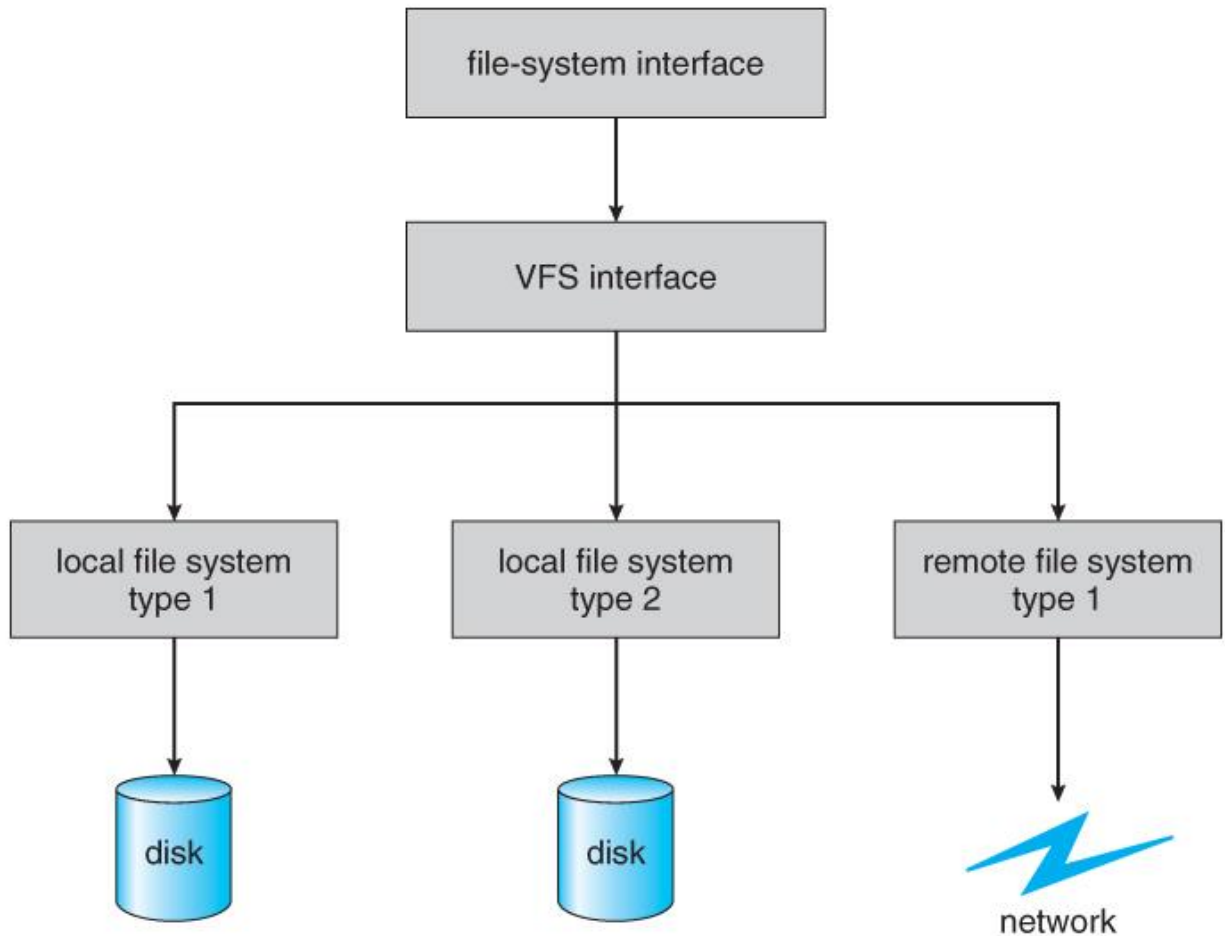 file-system interface
VFS interface
local file system
type 1
local file system
type 2
remote file system
type 1
disk
disk
network